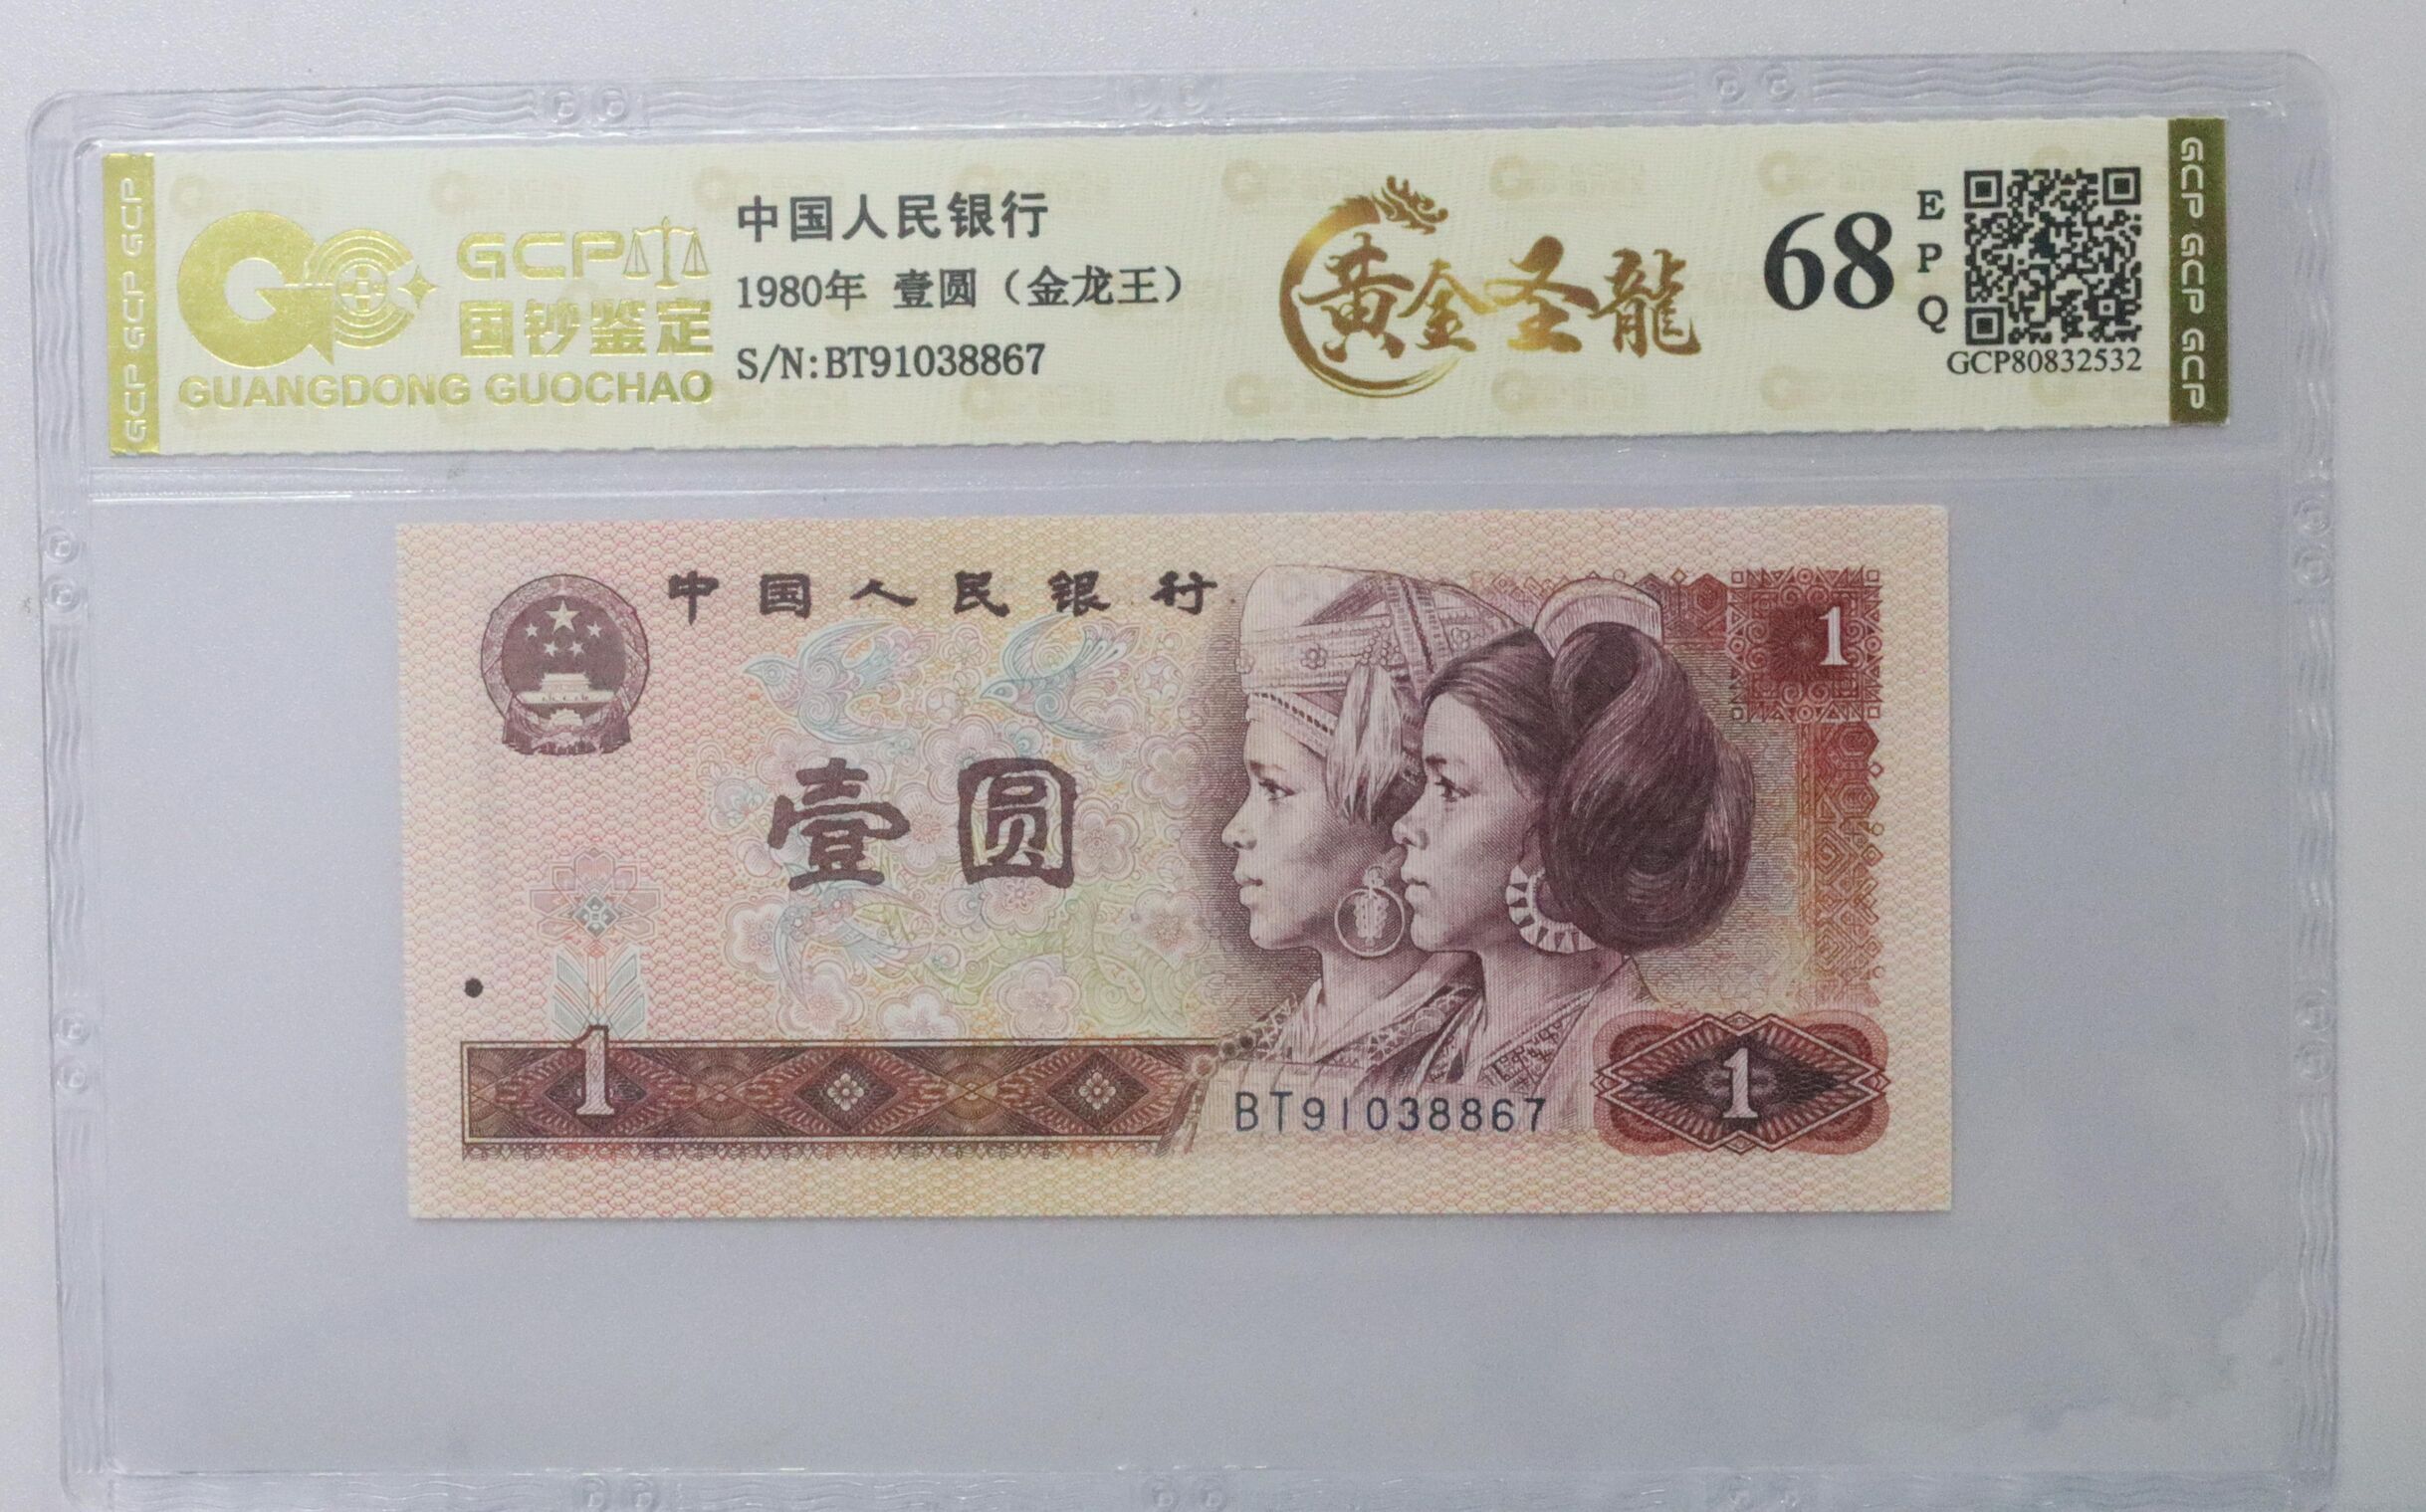 GCP GCP GCP
GCP
国钞鉴定
GUANGDONG GUOCHAO
中国人民银行
1980年 壹圆（金龙王）
S/N:BT91038867
黄金圣龍
68
E
P
Q
GCP80832532
GCP GCP GCP
中国人民银行
1
壹圆
1
BT91038867
1